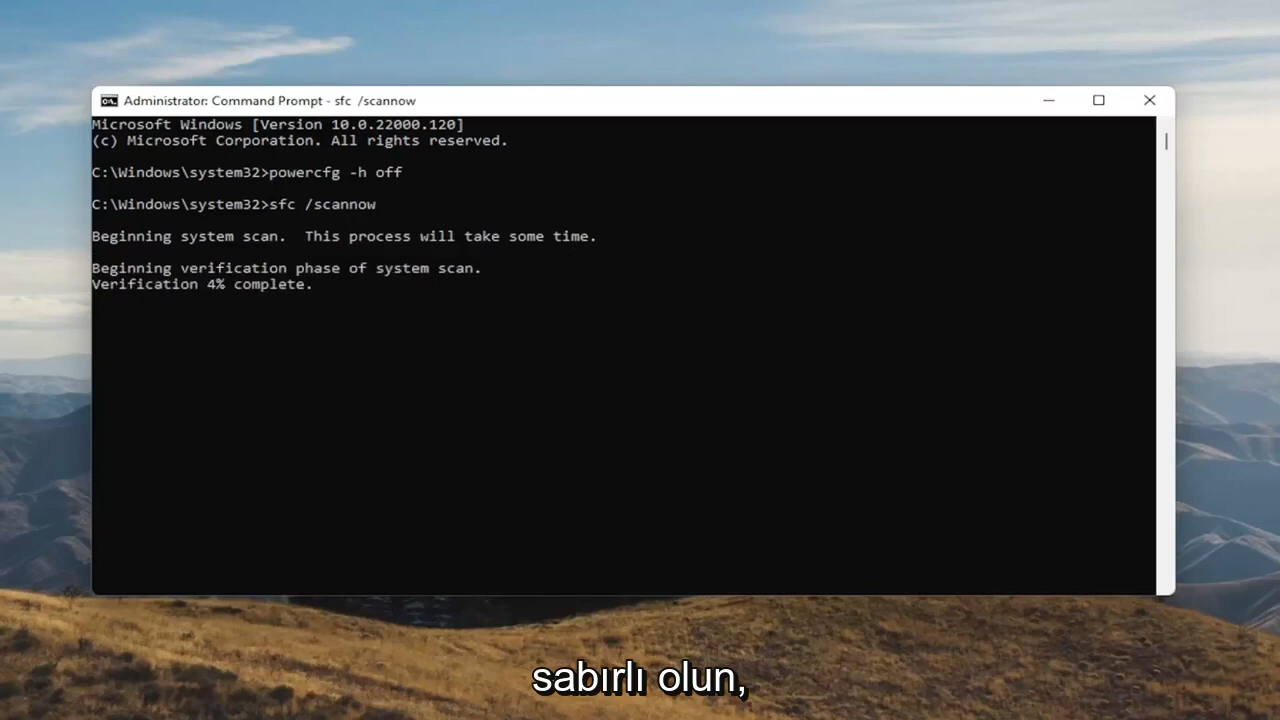 Administrator: Command Prompt - sfc  /scannow
Microsoft Windows [Version 10.0.22000.120]
(c) Microsoft Corporation. All rights reserved.
C:\Windows\system32>powercfg -h off
C:\Windows\system32>sfc /scannow
Beginning system scan.  This process will take some time.
Beginning verification phase of system scan.
Verification 4% complete.
sabırlı olun,